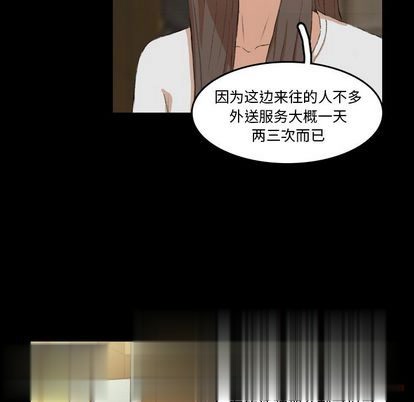 因为这边来往的人不多
外送服务大概一天
两三次而已